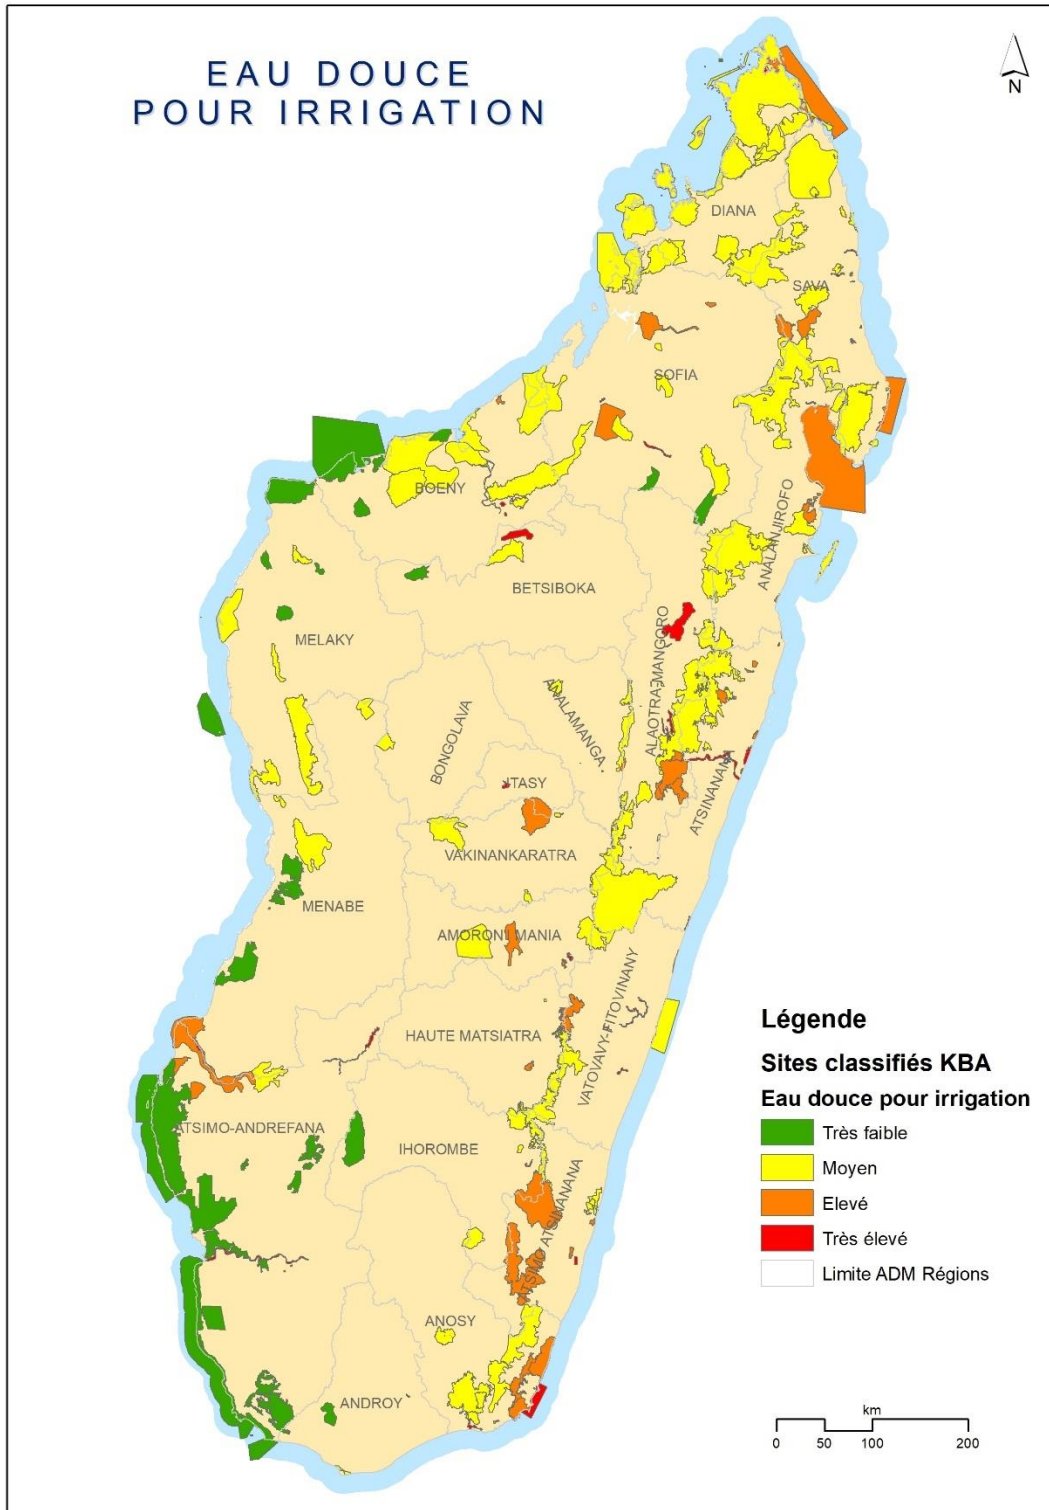 EAU DOUCE
POUR IRRIGATION
N
DIANA
SAVA
SOFIA
BOENY
ANALANJIROFO
BETSIBOKA
MELAKY
ALAOTRA-MANGORO
ANALAMANGA
BONGOLAVA
ITASY
ATSINANANA
VAKINANKARATRA
MENABE
AMORONI MANIA
HAUTE MATSIATRA
VATOVAVY-FITOVINANY
ATSIMO-ANDREFANA
IHOROMBE
ATSIMO ATSINANANA
ANOSY
ANDROY
Légende
Sites classifiés KBA
Eau douce pour irrigation
Très faible
Moyen
Elevé
Très élevé
Limite ADM Régions
km
0 50 100 200